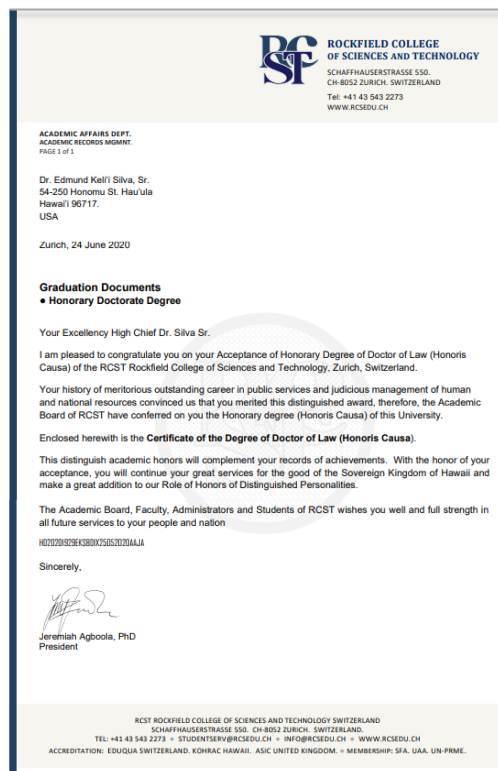 RCST
ROCKFIELD COLLEGE
OF SCIENCES AND TECHNOLOGY
SCHAFFHAUSERSTRASSE 550.
CH-8052 ZURICH. SWITZERLAND
Tel: +41 43 543 2273
WWW.RCSEDU.CH
ACADEMIC AFFAIRS DEPT.
ACADEMIC RECORDS MGMNT.
PAGE 1 of 1
Dr. Edmund Keli'i Silva, Sr.
54-250 Honomu St. Hau'ula
Hawai'i 96717.
USA
Zurich, 24 June 2020
Graduation Documents
● Honorary Doctorate Degree
Your Excellency High Chief Dr. Silva Sr.
I am pleased to congratulate you on your Acceptance of Honorary Degree of Doctor of Law (Honoris
Causa) of the RCST Rockfield College of Sciences and Technology, Zurich, Switzerland.
Your history of meritorious outstanding career in public services and judicious management of human
and national resources convinced us that you merited this distinguished award, therefore, the Academic
Board of RCST have conferred on you the Honorary degree (Honoris Causa) of this University.
Enclosed herewith is the Certificate of the Degree of Doctor of Law (Honoris Causa).
This distinguish academic honors will complement your records of achievements. With the honor of your
acceptance, you will continue your great services for the good of the Sovereign Kingdom of Hawaii and
make a great addition to our Role of Honors of Distinguished Personalities.
The Academic Board, Faculty, Administrators and Students of RCST wishes you well and full strength in
all future services to your people and nation
Sincerely,
Jeremiah Agboola, PhD
President
RCST ROCKFIELD COLLEGE OF SCIENCES AND TECHNOLOGY SWITZERLAND
SCHAFFHAUSERSTRASSE 550. CH-8052 ZURICH. SWITZERLAND.
TEL: +41 43 543 2273 ● STUDENTSERV@RCSEDU.CH ● INFO@RCSEDU.CH ● WWW.RCSEDU.CH
ACCREDITATION: EDUQUA SWITZERLAND. KOHRAC HAWAII. ASIC UNITED KINGDOM. ● MEMBERSHIP: SFA. UAA. UN-PRME.